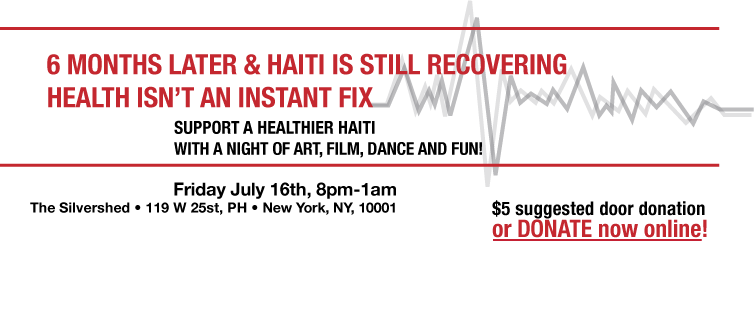 6 MONTHS LATER & HAITI IS STILL RECOVERING
HEALTH ISN’T AN INSTANT FIX
SUPPORT A HEALTHIER HAITI
WITH A NIGHT OF ART, FILM, DANCE AND FUN!
Friday July 16th, 8pm-1am
The Silvershed • 119 W 25st, PH • New York, NY, 10001
$5 suggested door donation
or DONATE now online!